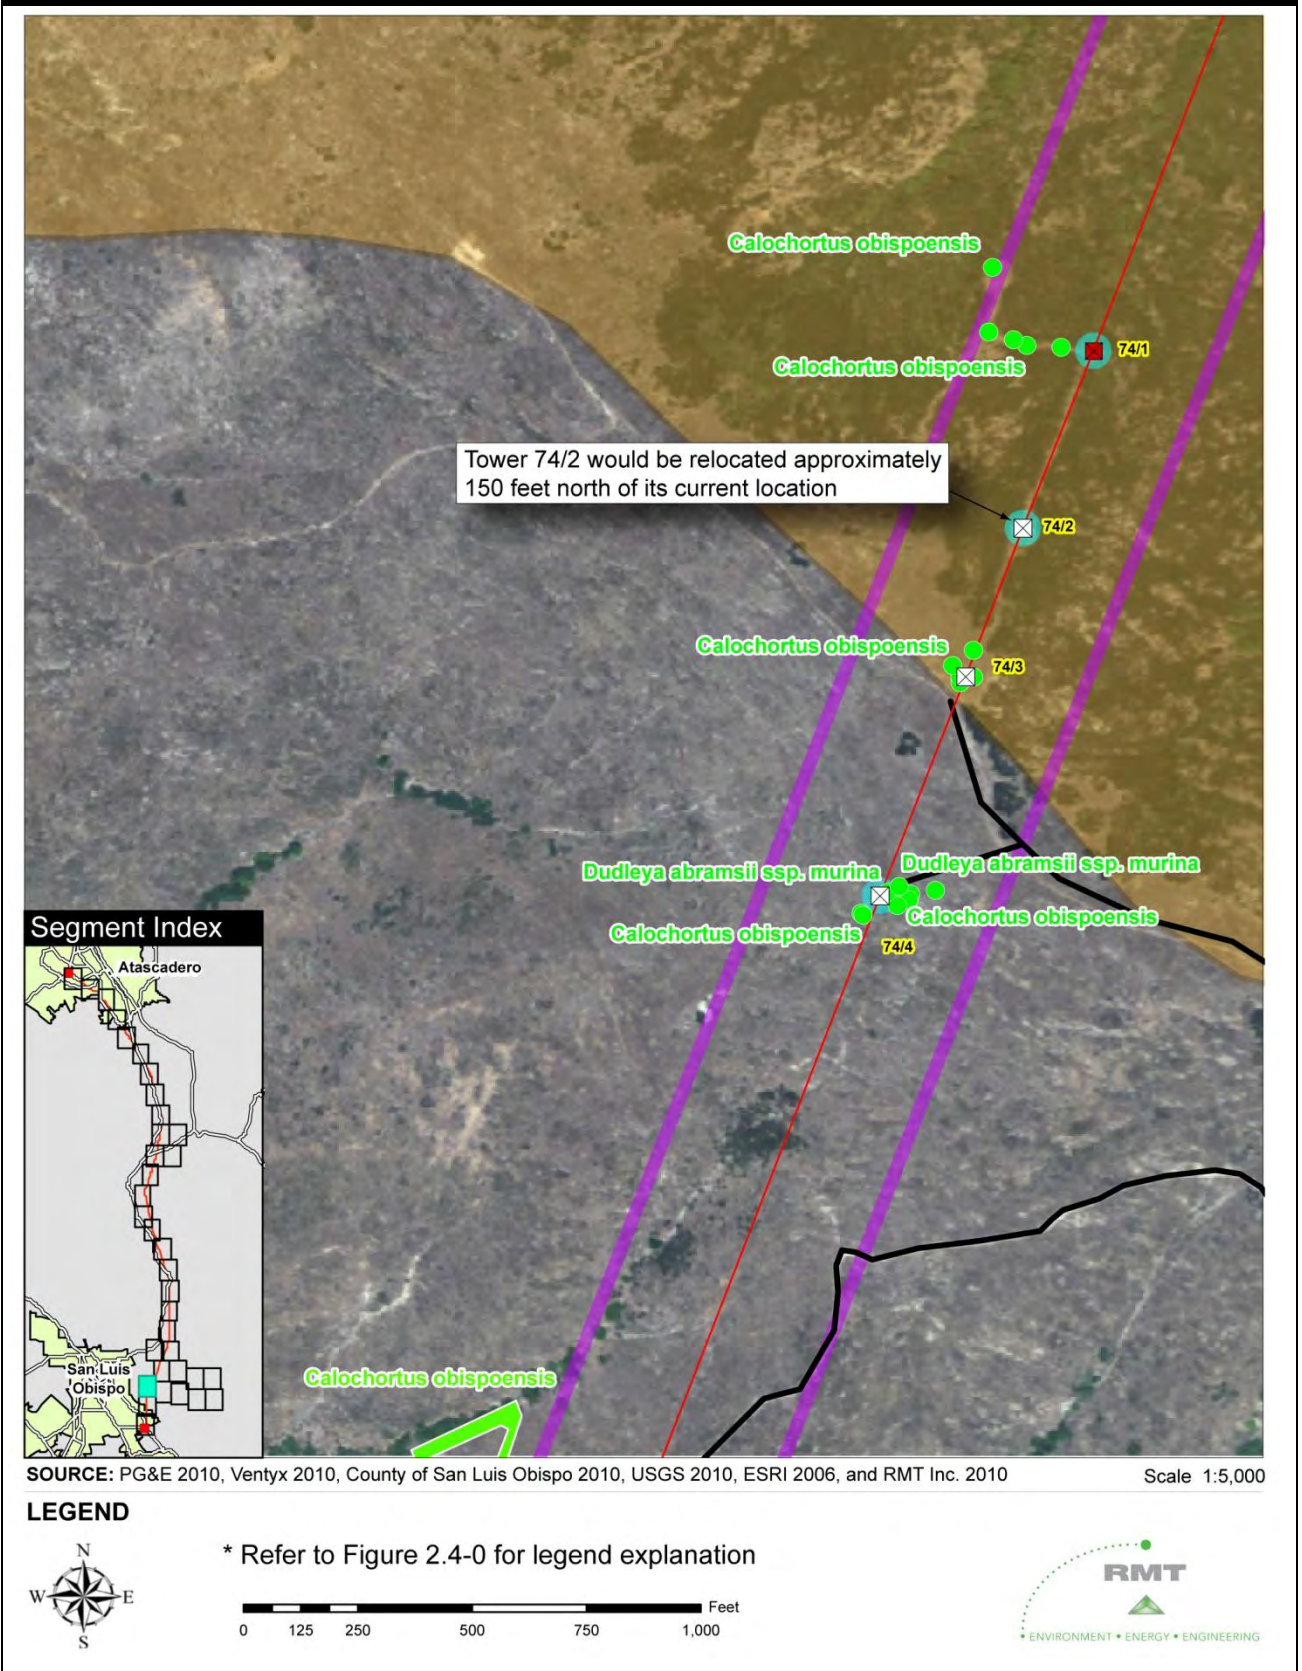 Calochortus obispoensis
74/1
Calochortus obispoensis
Tower 74/2 would be relocated approximately
150 feet north of its current location
74/2
Calochortus obispoensis
74/3
Dudleya abramsii ssp. murina
Dudleya abramsii ssp. murina
Calochortus obispoensis
Calochortus obispoensis
74/4
Segment Index
Atascadero
San Luis
Obispo
Calochortus obispoensis
SOURCE: PG&E 2010, Ventyx 2010, County of San Luis Obispo 2010, USGS 2010, ESRI 2006, and RMT Inc. 2010
Scale 1:5,000
LEGEND
N
W
E
S
* Refer to Figure 2.4-0 for legend explanation
Feet
0 125 250 500 750 1,000
RMT
• ENVIRONMENT • ENERGY • ENGINEERING